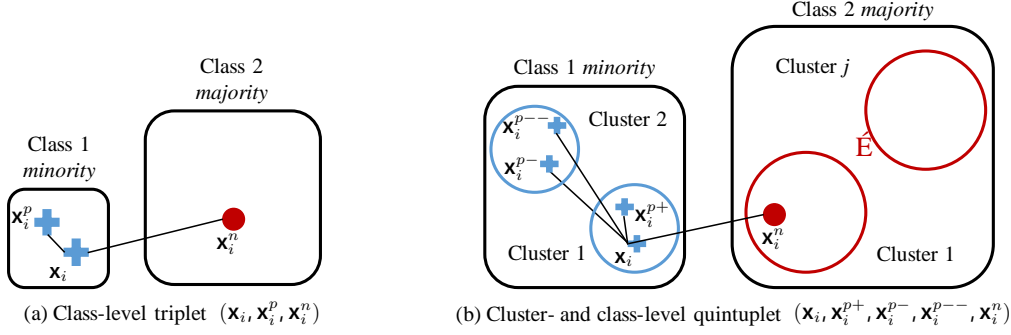 Class 1
minority
x_i^p
x_i
Class 2
majority
x_i^n
(a) Class-level triplet (x_i, x_i^p, x_i^n)
Class 1 minority
Cluster 2
x_i^{p--}
x_i^{p-}
x_i^{p+}
x_i
Cluster 1
Class 2 majority
Cluster j
É
x_i^n
Cluster 1
(b) Cluster- and class-level quintuplet (x_i, x_i^{p+}, x_i^{p-}, x_i^{p--}, x_i^n)